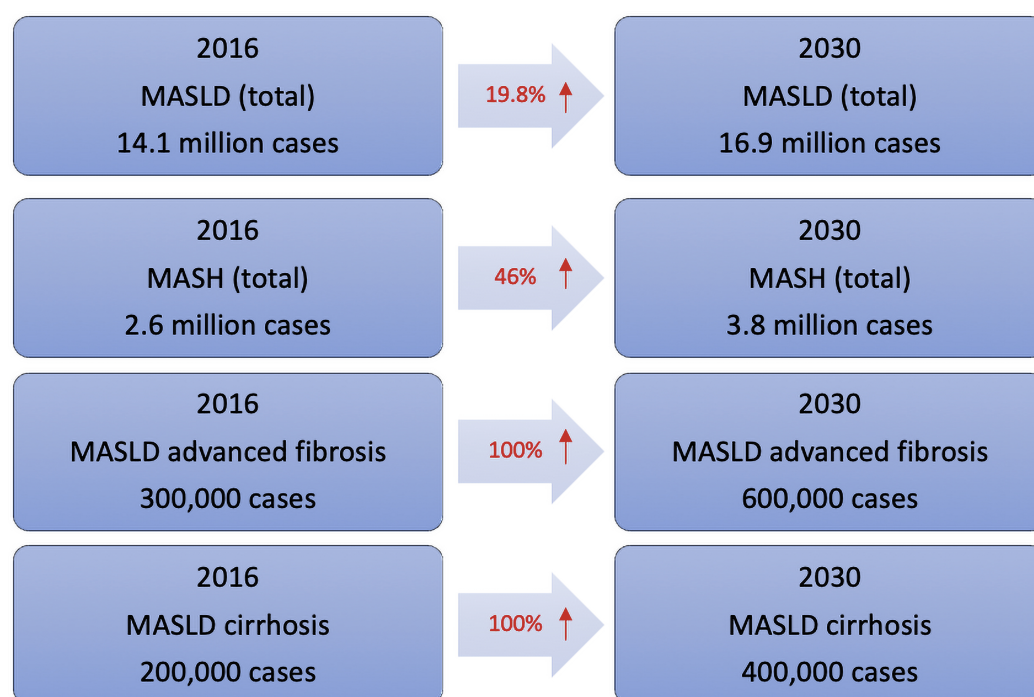 2016
MASLD (total)
14.1 million cases
19.8%
2030
MASLD (total)
16.9 million cases
2016
MASH (total)
2.6 million cases
46%
2030
MASH (total)
3.8 million cases
2016
MASLD advanced fibrosis
300,000 cases
100%
2030
MASLD advanced fibrosis
600,000 cases
2016
MASLD cirrhosis
200,000 cases
100%
2030
MASLD cirrhosis
400,000 cases